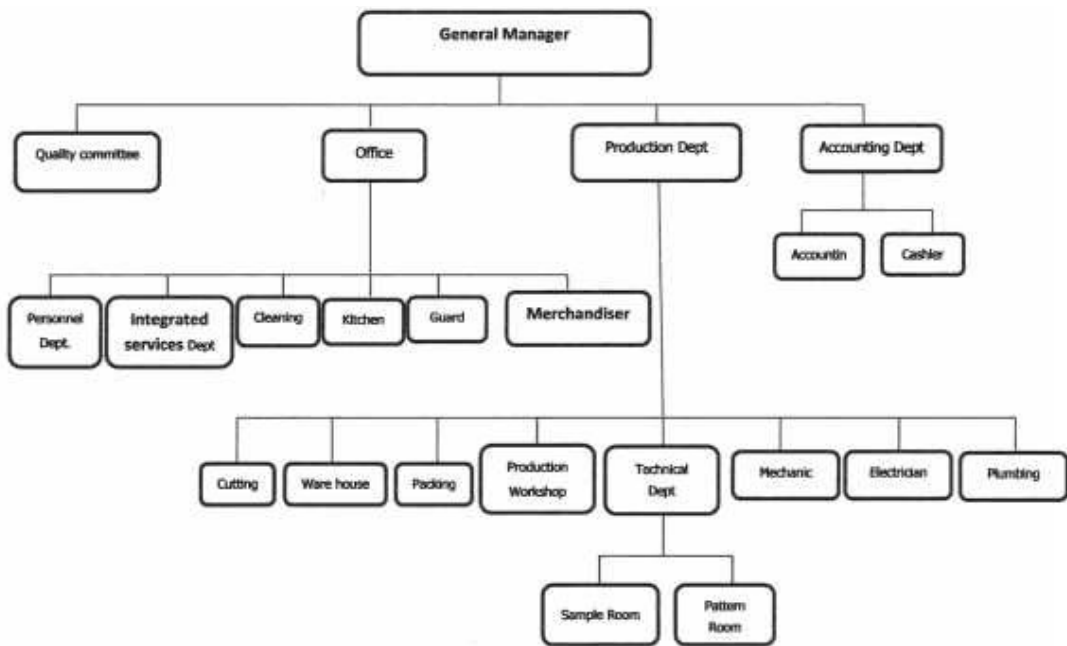 General Manager
Quality committee
Office
Production Dept
Accounting Dept
Accountin
Cashier
Personnel
Dept.
Integrated
services Dept
Cleaning
Kitchen
Guard
Merchandiser
Cutting
Ware house
Packing
Production
Workshop
Technical
Dept
Mechanic
Electrician
Plumbing
Sample Room
Pattern
Room